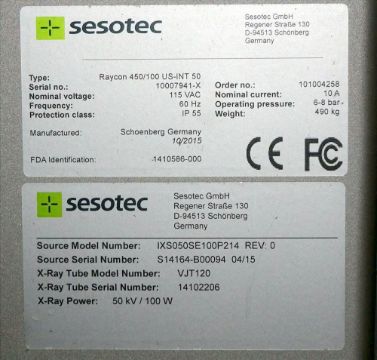 sesotec
Sesotec GmbH
Regener Straße 130
D-94513 Schönberg
Germany
Type: Raycon 450/100 US-INT 50
Serial no.: 10007941-X Order no.: 101004258
Nominal voltage: 115 VAC Nominal current: 10 A
Frequency: 60 Hz Operating pressure: 6-8 bar
Protection class: IP 55 Weight: 490 kg
Manufactured: Schoenberg Germany
10/2015
FDA Identification: 1410586-000
CE FC
sesotec
Sesotec GmbH
Regener Straße 130
D-94513 Schönberg
Germany
Source Model Number: IXS050SE100P214 REV: 0
Source Serial Number: S14164-B00094 04/15
X-Ray Tube Model Number: VJT120
X-Ray Tube Serial Number: 14102206
X-Ray Power: 50 kV / 100 W